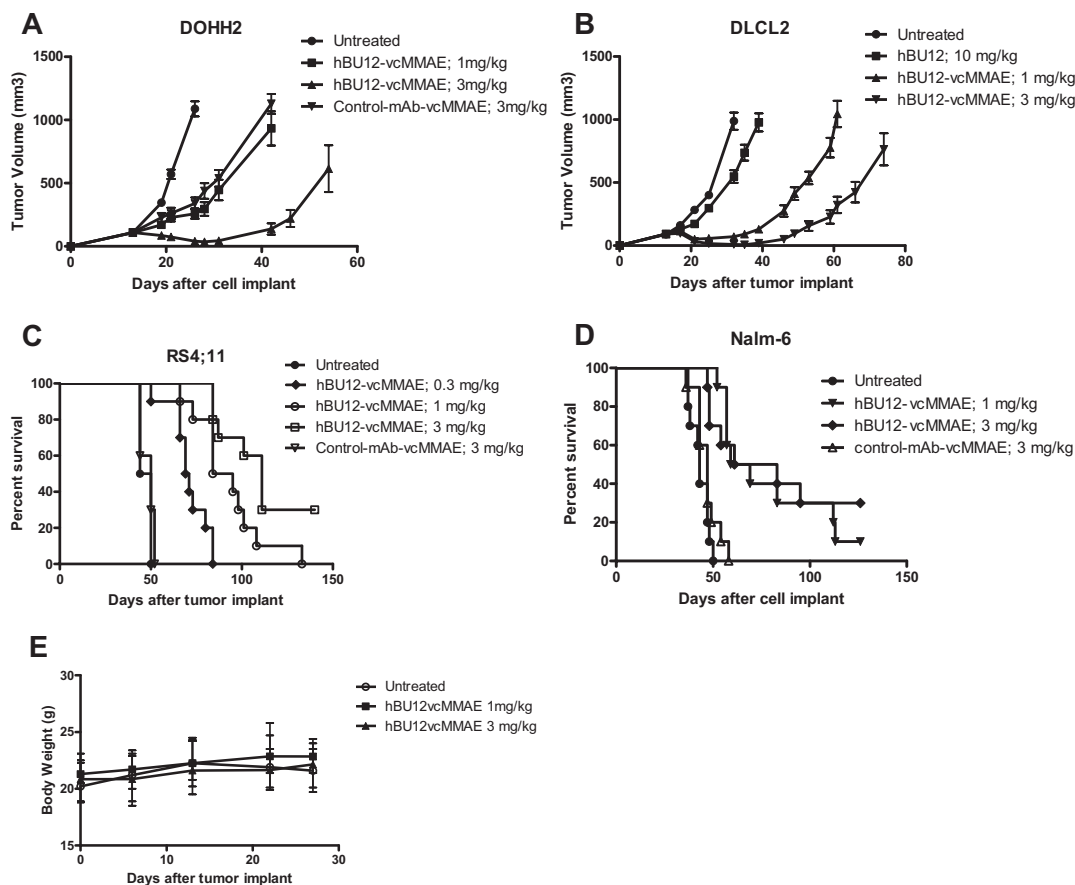 A
DOHH2
Untreated
hBU12-vcMMAE; 1mg/kg
hBU12-vcMMAE; 3mg/kg
Control-mAb-vcMMAE; 3mg/kg
Tumor Volume (mm3)
1500
1000
500
0
0 20 40 60
Days after cell implant
B
DLCL2
Untreated
hBU12; 10 mg/kg
hBU12-vcMMAE; 1 mg/kg
hBU12-vcMMAE; 3 mg/kg
Tumor Volume (mm3)
1500
1000
500
0
0 20 40 60 80
Days after tumor implant
C
RS4;11
Untreated
hBU12-vcMMAE; 0.3 mg/kg
hBU12-vcMMAE; 1 mg/kg
hBU12-vcMMAE; 3 mg/kg
Control-mAb-vcMMAE; 3 mg/kg
Percent survival
100
80
60
40
20
0
0 50 100 150
Days after tumor implant
D
Nalm-6
Untreated
hBU12-vcMMAE; 1 mg/kg
hBU12-vcMMAE; 3 mg/kg
control-mAb-vcMMAE; 3 mg/kg
Percent survival
100
80
60
40
20
0
0 50 100 150
Days after cell implant
E
Untreated
hBU12vcMMAE 1mg/kg
hBU12vcMMAE 3 mg/kg
Body Weight (g)
30
25
20
15
0 10 20 30
Days after tumor implant